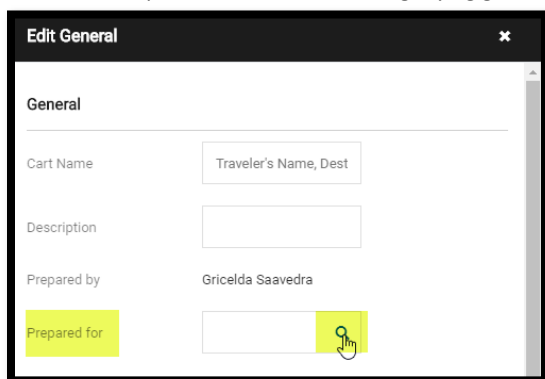 Edit General
General
Cart Name
Traveler's Name, Dest
Description
Prepared by
Gricelda Saavedra
Prepared for